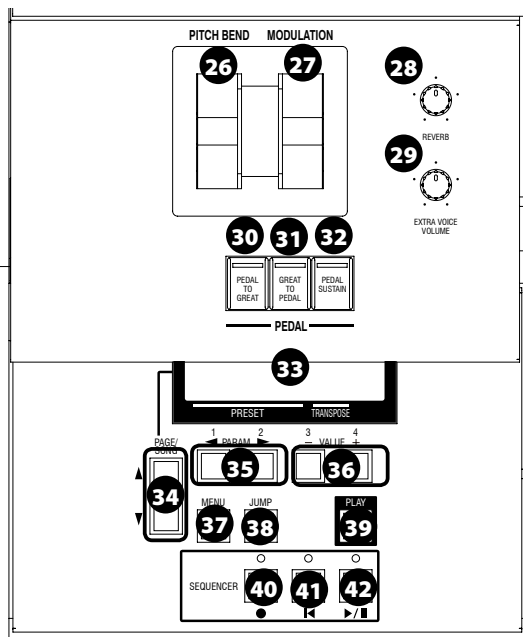 PITCH BEND MODULATION
26 27 28
REVERB
29
EXTRA VOICE
VOLUME
30 31 32
PEDAL
TO
GREAT
GREAT
TO
PEDAL
PEDAL
SUSTAIN
PEDAL
33
PRESET TRANSPOSE
1 2 3 4
PAGE/
SONG
PARAM
− VALUE +
34 35 36
MENU JUMP PLAY
37 38 39
SEQUENCER 40 41 42